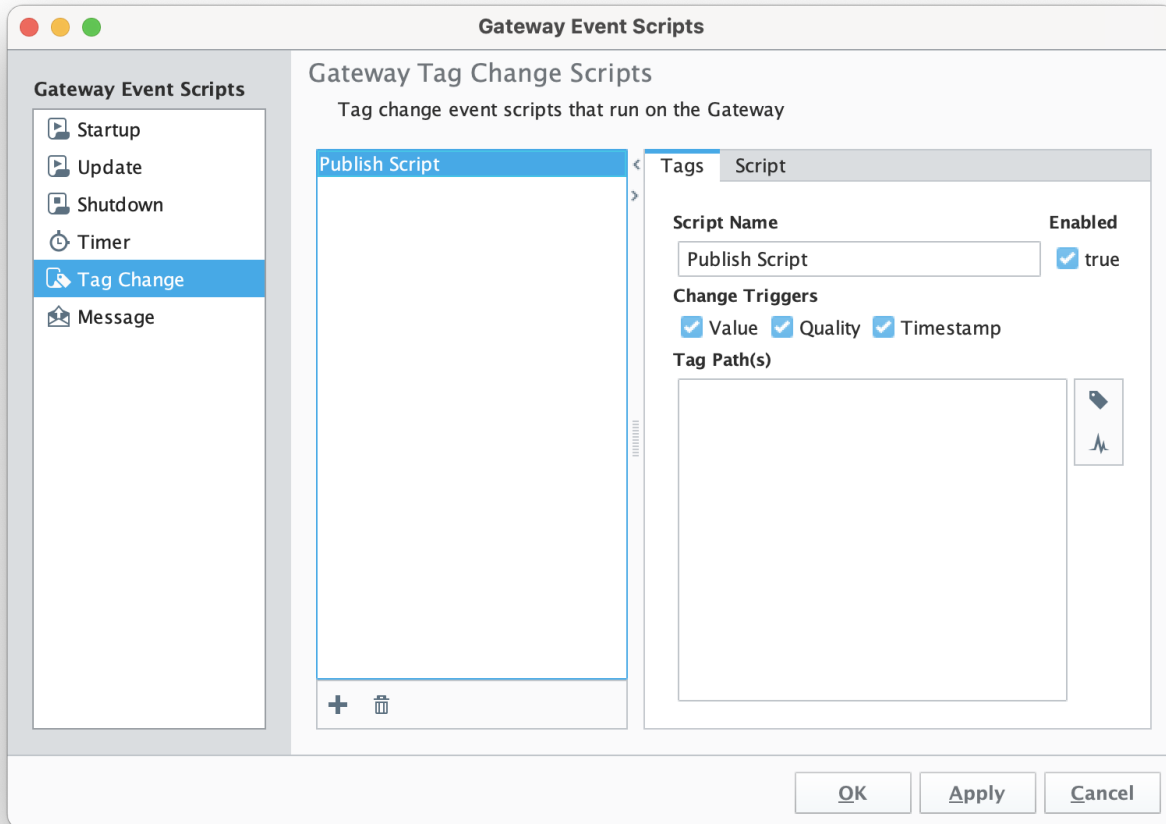 Gateway Event Scripts
Gateway Event Scripts
Startup
Update
Shutdown
Timer
Tag Change
Message
Gateway Tag Change Scripts
Tag change event scripts that run on the Gateway
Publish Script
Tags Script
Script Name Enabled
Publish Script true
Change Triggers
Value Quality Timestamp
Tag Path(s)
OK Apply Cancel